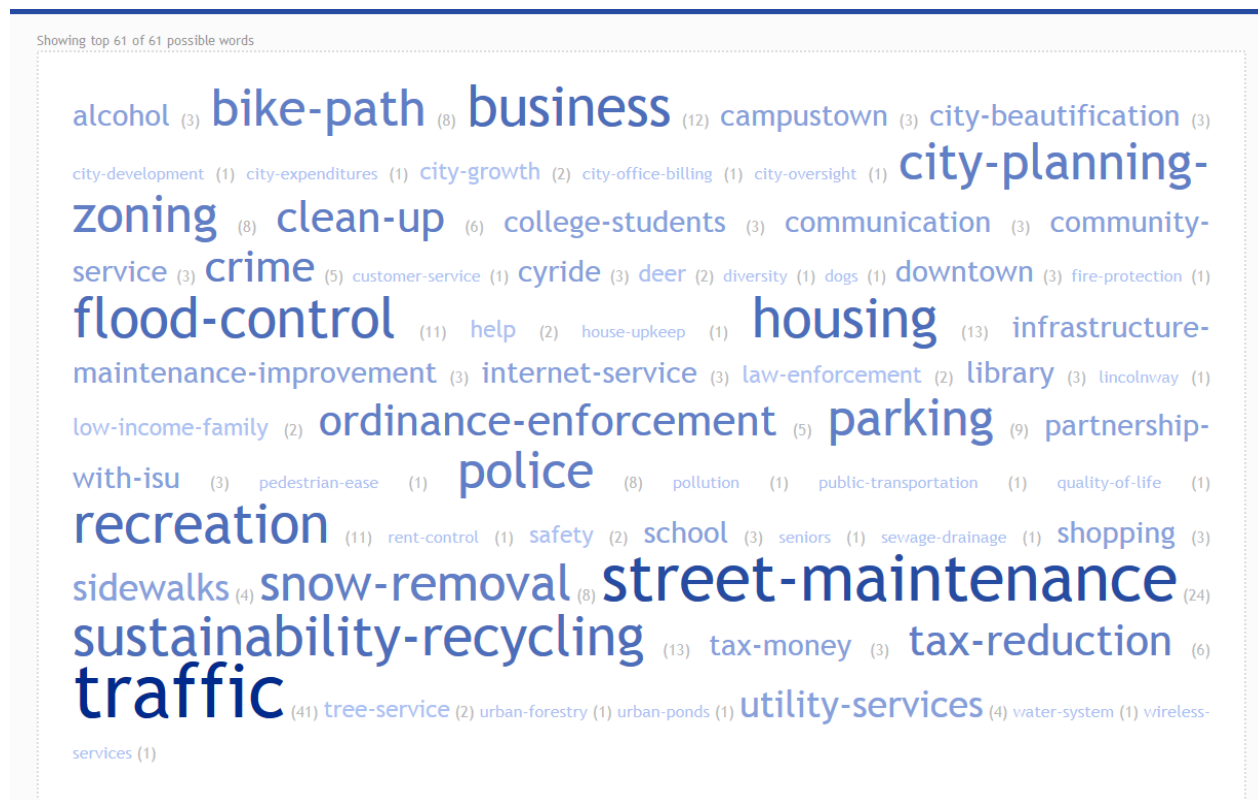 Showing top 61 of 61 possible words
alcohol (3) bike-path (8) business (12) campustown (3) city-beautification (3)
city-development (1) city-expenditures (1) city-growth (2) city-office-billing (1) city-oversight (1) city-planning-
zoning (8) clean-up (6) college-students (3) communication (3) community-
service (3) crime (5) customer-service (1) cyride (3) deer (2) diversity (1) dogs (1) downtown (3) fire-protection (1)
flood-control (11) help (2) house-upkeep (1) housing (13) infrastructure-
maintenance-improvement (3) internet-service (3) law-enforcement (2) library (3) lincolnway (1)
low-income-family (2) ordinance-enforcement (5) parking (9) partnership-
with-isu (3) pedestrian-ease (1) police (8) pollution (1) public-transportation (1) quality-of-life (1)
recreation (11) rent-control (1) safety (2) school (3) seniors (1) sewage-drainage (1) shopping (3)
sidewalks (4) snow-removal (8) street-maintenance (24)
sustainability-recycling (13) tax-money (3) tax-reduction (6)
traffic (41) tree-service (2) urban-forestry (1) urban-ponds (1) utility-services (4) water-system (1) wireless-
services (1)